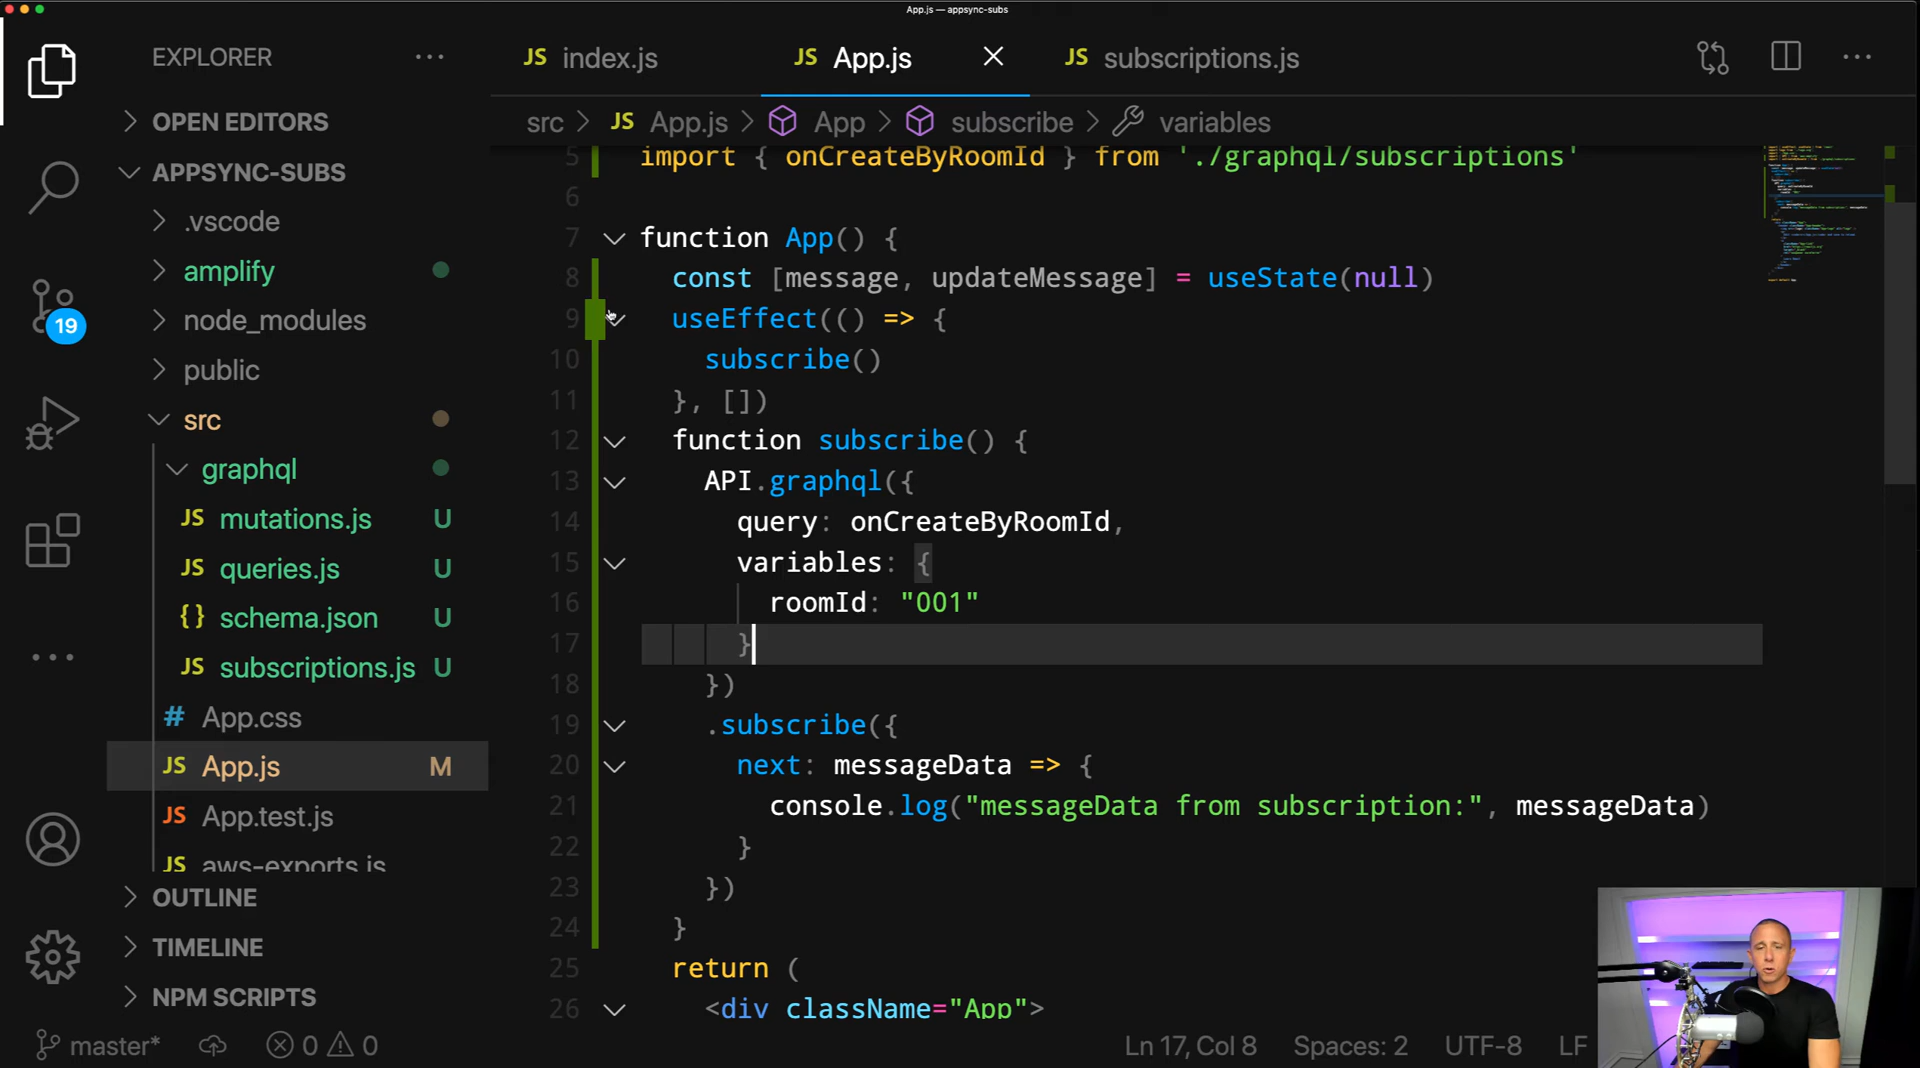 App.js — appsync-subs
EXPLORER
OPEN EDITORS
APPSYNC-SUBS
.vscode
amplify
node_modules
public
src
graphql
JS mutations.js U
JS queries.js U
{} schema.json U
JS subscriptions.js U
# App.css
JS App.js M
JS App.test.js
JS aws-exports.js
OUTLINE
TIMELINE
NPM SCRIPTS
19
JS index.js
JS App.js
JS subscriptions.js
src > JS App.js > App > subscribe > variables
5 import { onCreateByRoomId } from './graphql/subscriptions'
6
7 function App() {
8 const [message, updateMessage] = useState(null)
9 useEffect(() => {
10 subscribe()
11 }, [])
12 function subscribe() {
13 API.graphql({
14 query: onCreateByRoomId,
15 variables: {
16 roomId: "001"
17 }
18 })
19 .subscribe({
20 next: messageData => {
21 console.log("messageData from subscription:", messageData)
22 }
23 })
24 }
25 return (
26 <div className="App">
master* 0 0
Ln 17, Col 8 Spaces: 2 UTF-8 LF